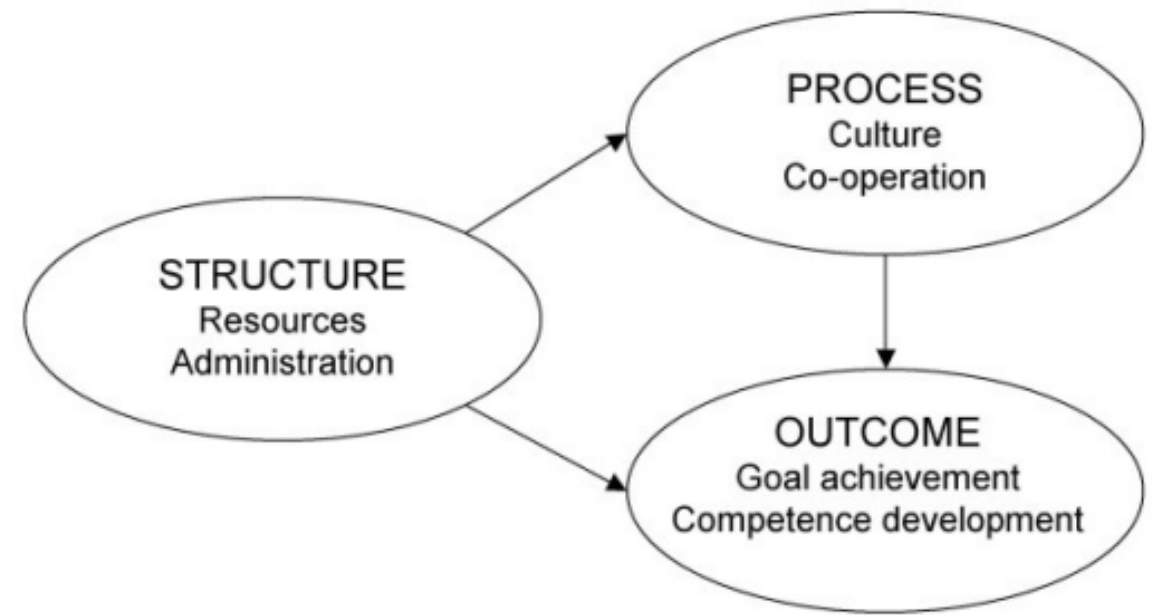 PROCESS
Culture
Co-operation
STRUCTURE
Resources
Administration
OUTCOME
Goal achievement
Competence development